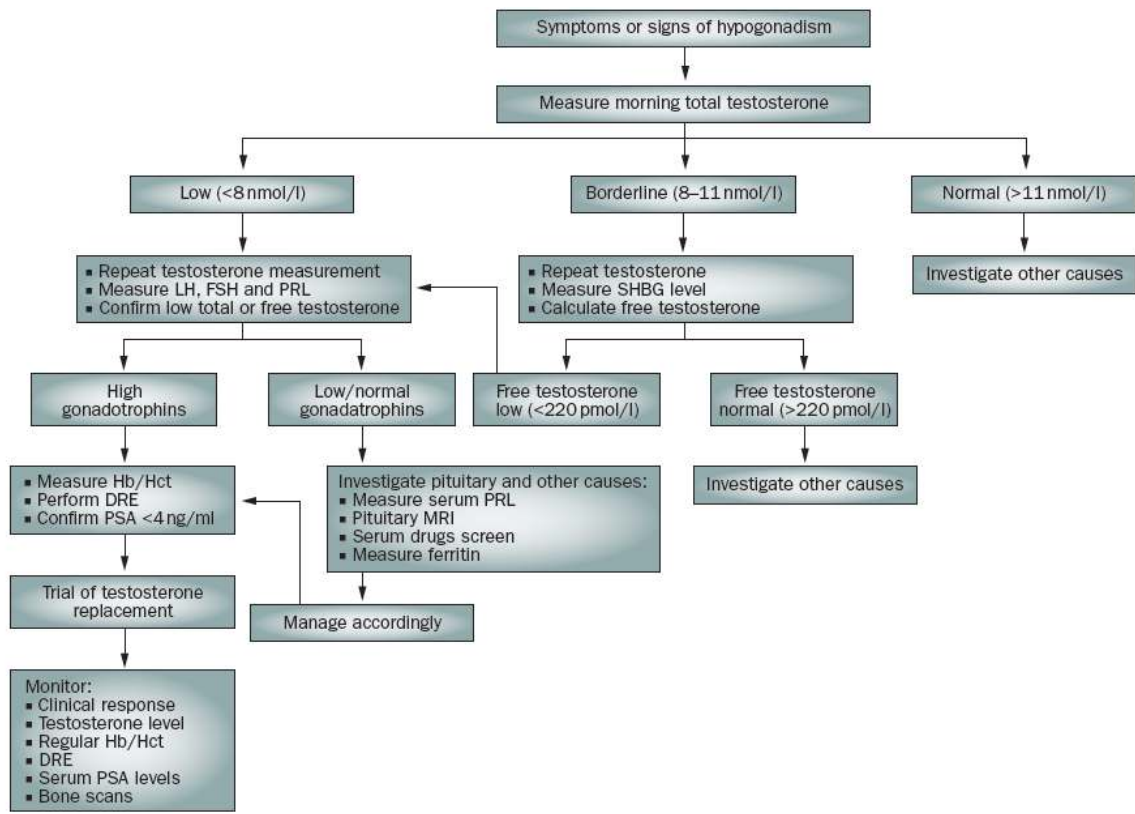 Symptoms or signs of hypogonadism
Measure morning total testosterone
Low (<8 nmol/l)
Borderline (8–11 nmol/l)
Normal (>11 nmol/l)
▪ Repeat testosterone measurement
▪ Measure LH, FSH and PRL
▪ Confirm low total or free testosterone
▪ Repeat testosterone
▪ Measure SHBG level
▪ Calculate free testosterone
Investigate other causes
High
gonadotrophins
Low/normal
gonadatrophins
Free testosterone
low (<220 pmol/l)
Free testosterone
normal (>220 pmol/l)
▪ Measure Hb/Hct
▪ Perform DRE
▪ Confirm PSA <4 ng/ml
Investigate pituitary and other causes:
▪ Measure serum PRL
▪ Pituitary MRI
▪ Serum drugs screen
▪ Measure ferritin
Investigate other causes
Trial of testosterone
replacement
Manage accordingly
Monitor:
▪ Clinical response
▪ Testosterone level
▪ Regular Hb/Hct
▪ DRE
▪ Serum PSA levels
▪ Bone scans